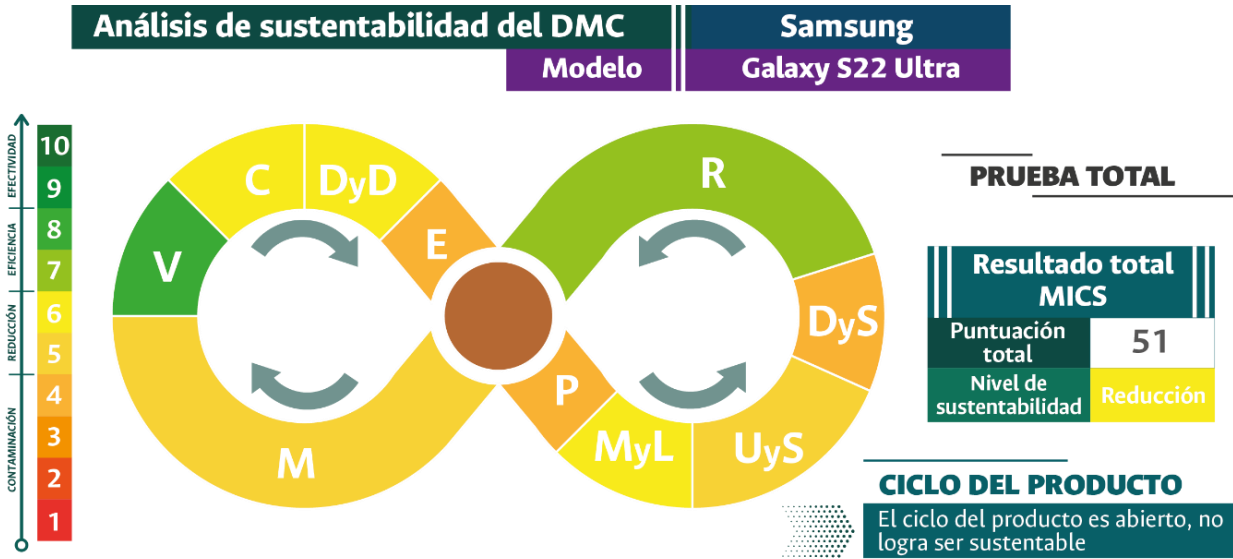 Análisis de sustentabilidad del DMC
Samsung
Modelo
Galaxy S22 Ultra
EFECTIVIDAD
EFICIENCIA
REDUCCIÓN
CONTAMINACIÓN
10
9
8
7
6
5
4
3
2
1
V
C
DyD
E
M
R
DyS
UyS
MyL
P
PRUEBA TOTAL
Resultado total
MICS
Puntuación
total
51
Nivel de
sustentabilidad
Reducción
CICLO DEL PRODUCTO
El ciclo del producto es abierto, no
logra ser sustentable